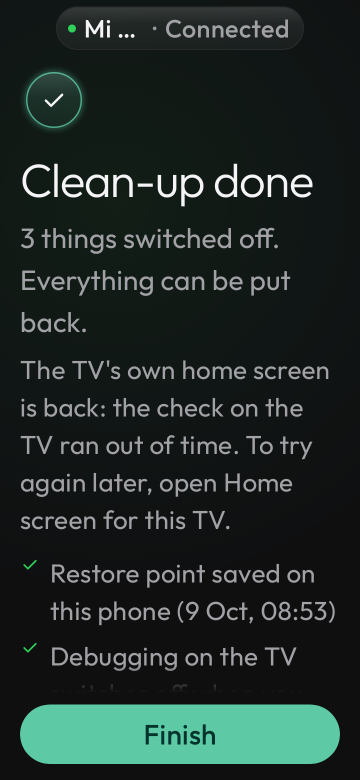 Mi ... · Connected
Clean-up done
3 things switched off.
Everything can be put
back.
The TV's own home screen
is back: the check on the
TV ran out of time. To try
again later, open Home
screen for this TV.
Restore point saved on
this phone (9 Oct, 08:53)
Debugging on the TV
Finish